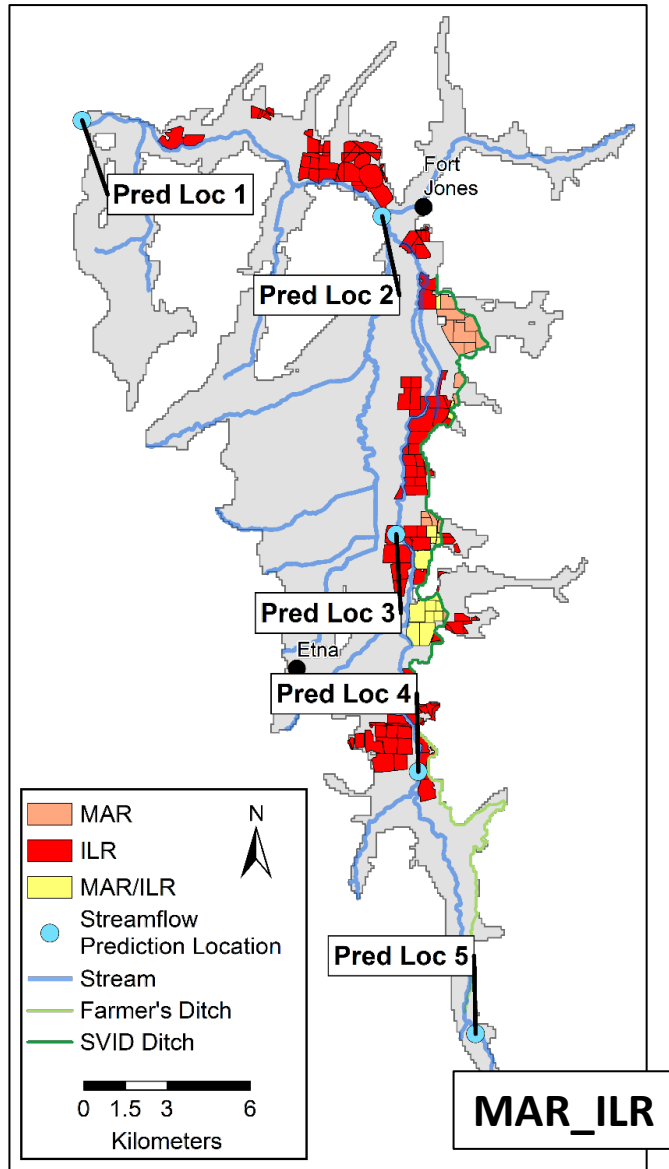 Fort
Jones
Pred Loc 1
Pred Loc 2
Pred Loc 3
Etna
Pred Loc 4
MAR
ILR
MAR/ILR
Streamflow
Prediction Location
Stream
Farmer's Ditch
SVID Ditch
N
0 1.5 3 6
Kilometers
Pred Loc 5
MAR_ILR